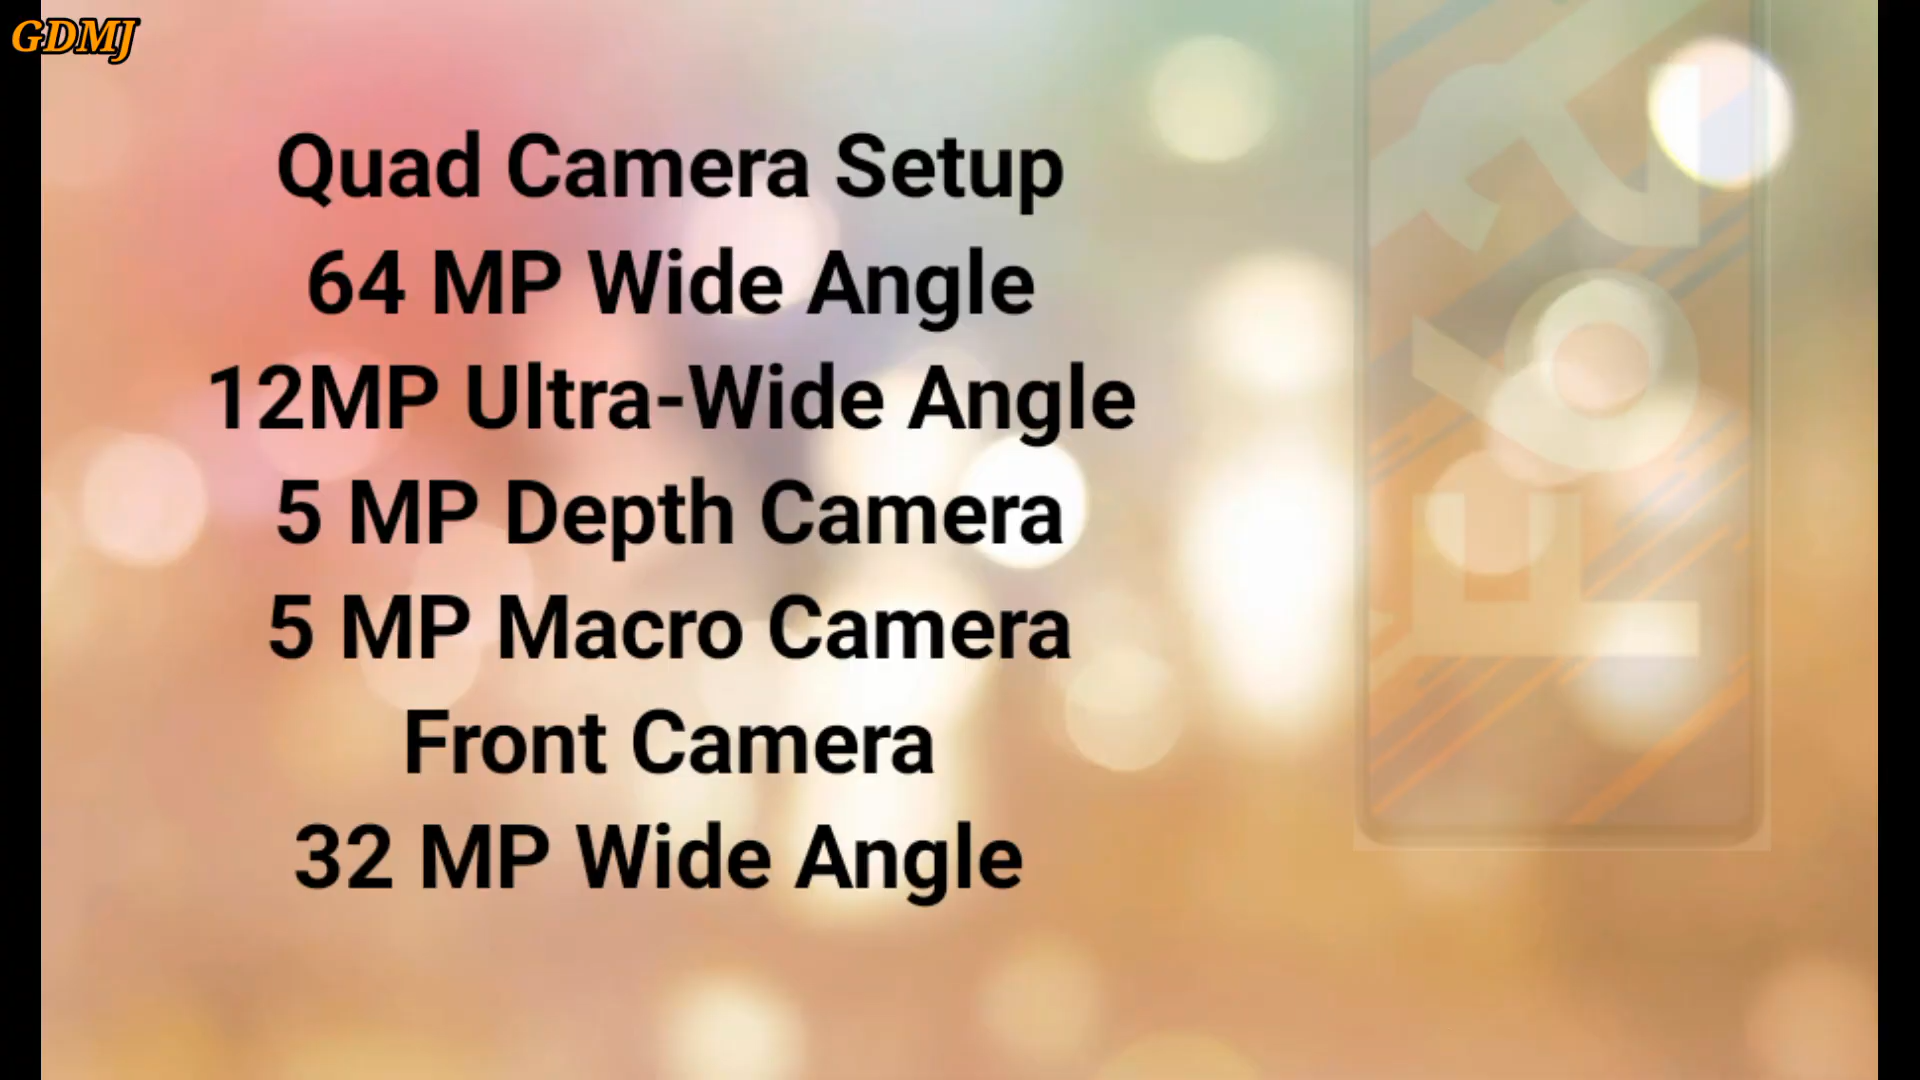 GDMJ
Quad Camera Setup
64 MP Wide Angle
12MP Ultra-Wide Angle
5 MP Depth Camera
5 MP Macro Camera
Front Camera
32 MP Wide Angle